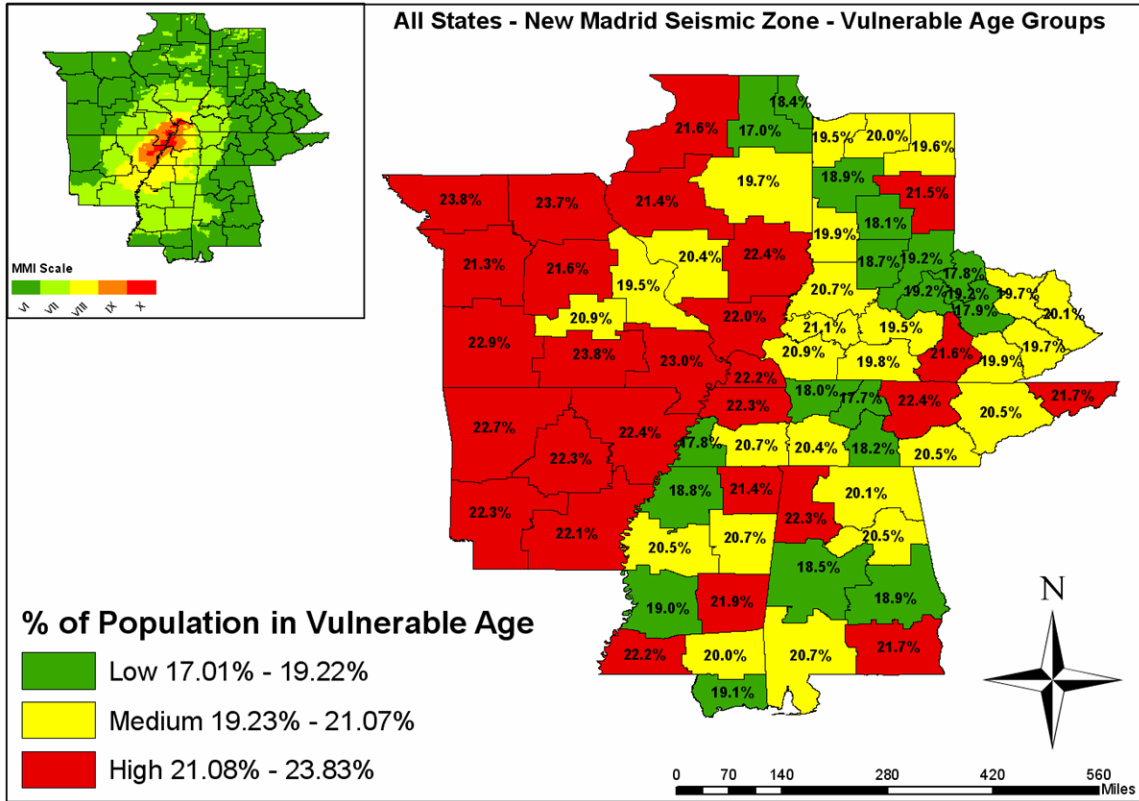 All States - New Madrid Seismic Zone - Vulnerable Age Groups
MMI Scale
VI VII VIII IX X
18.4%
21.6% 17.0%
19.5% 20.0% 19.6%
19.7% 18.9% 21.5%
23.8% 23.7% 21.4% 18.1%
19.9%
21.3% 21.6% 20.4% 22.4% 18.7% 19.2% 17.8%
19.5% 20.7% 19.2% 19.2% 19.7%
20.9% 22.0% 17.9% 20.1%
22.9% 21.1% 19.5% 19.7%
23.8% 23.0% 20.9% 19.8% 21.6% 19.9%
22.2%
22.3% 18.0% 17.7% 22.4% 21.7%
22.7% 22.4% 20.5%
17.8% 20.7% 20.4% 18.2% 20.5%
22.3%
18.8% 21.4% 20.1%
22.3% 22.1% 22.3%
20.5% 20.7% 20.5%
18.5%
19.0% 21.9% 18.9%
22.2% 20.0% 20.7% 21.7%
19.1%
N
% of Population in Vulnerable Age
Low 17.01% - 19.22%
Medium 19.23% - 21.07%
High 21.08% - 23.83%
0 70 140 280 420 560
Miles